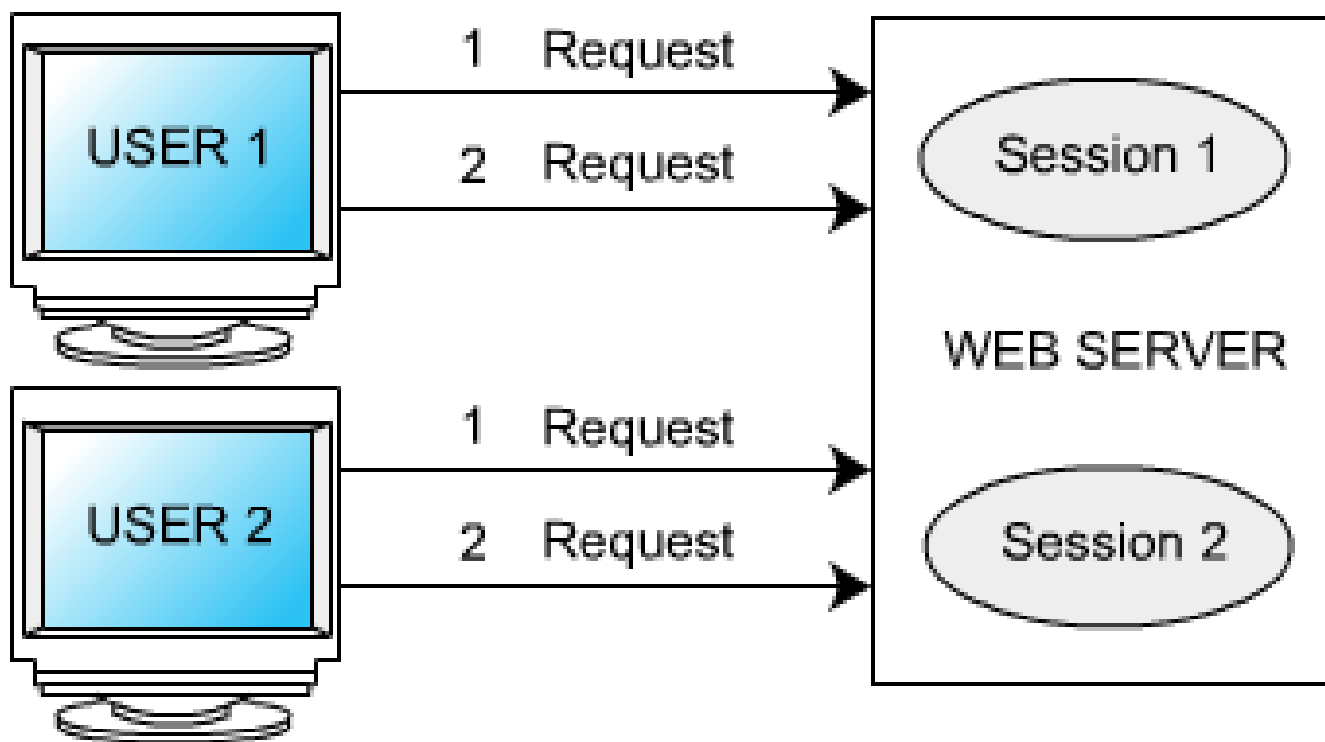 1 Request
USER 1
2 Request
Session 1
WEB SERVER
1 Request
USER 2
2 Request
Session 2